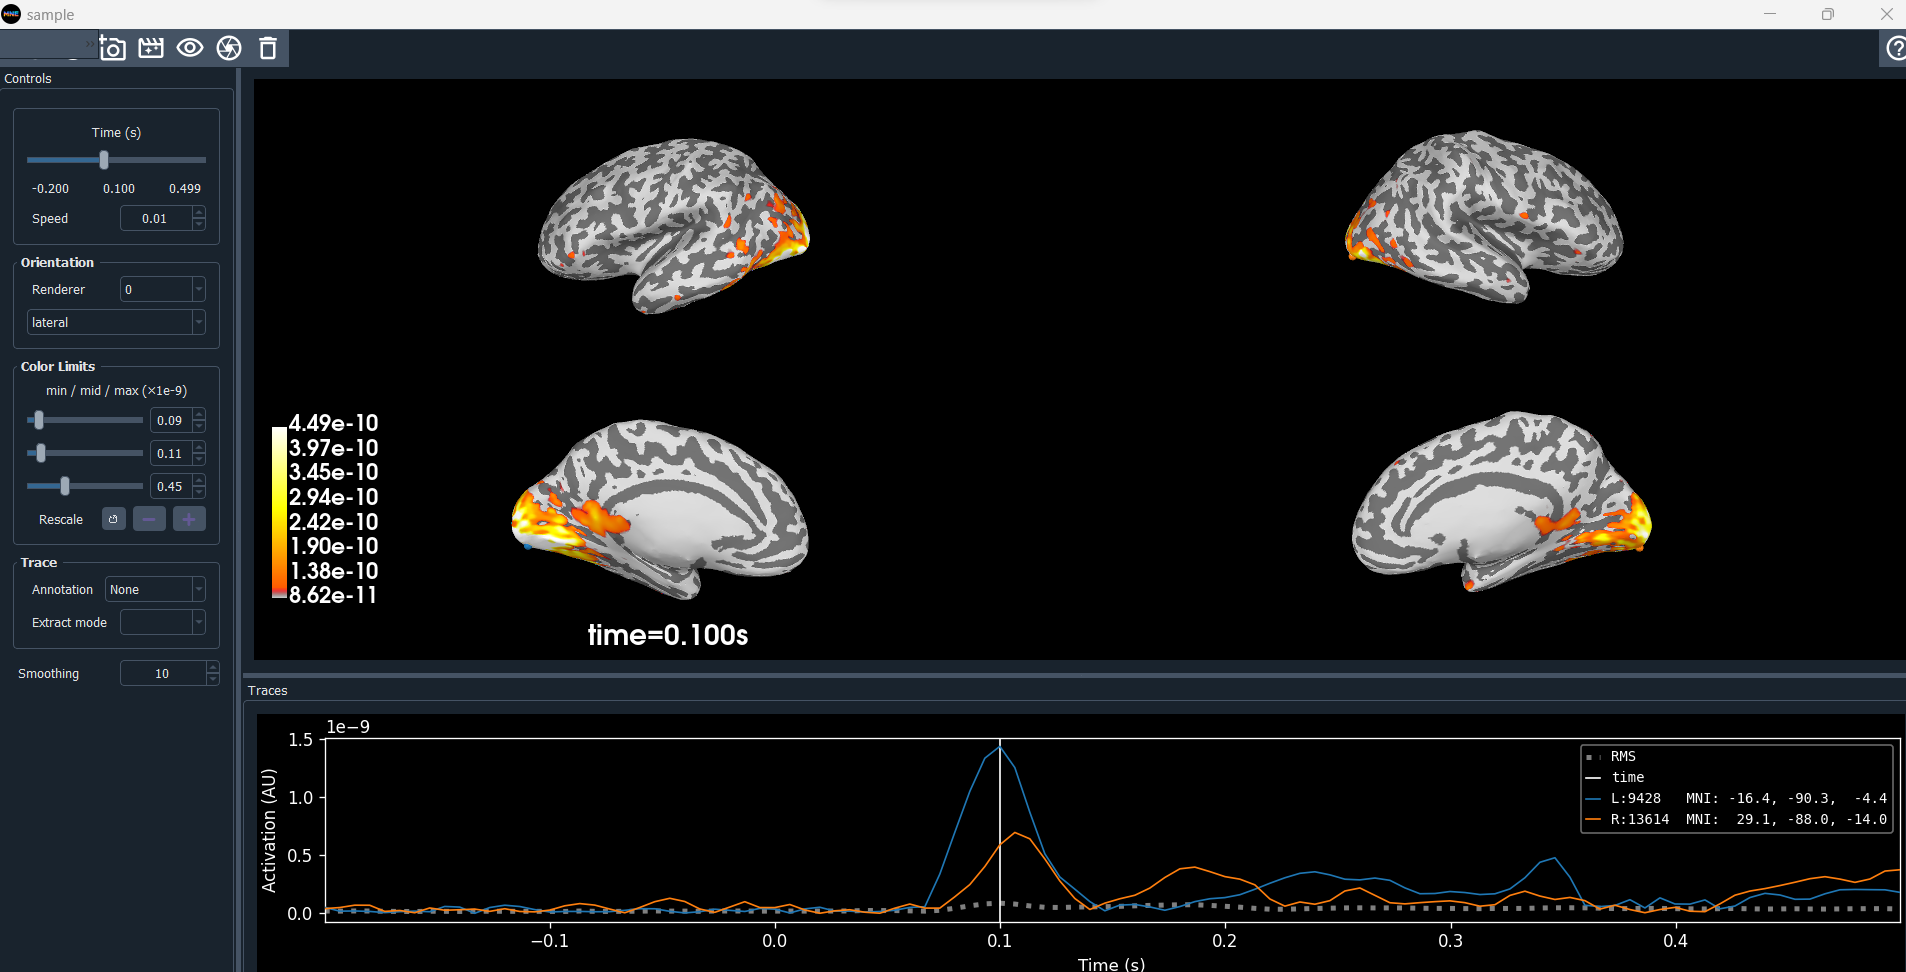 MNE sample
»
Controls
Time (s)
-0.200 0.100 0.499
Speed 0.01
Orientation
Renderer 0
lateral
Color Limits
min / mid / max (×1e-9)
0.09
0.11
0.45
Rescale
Trace
Annotation None
Extract mode
Smoothing 10
4.49e-10
3.97e-10
3.45e-10
2.94e-10
2.42e-10
1.90e-10
1.38e-10
8.62e-11
time=0.100s
Traces
1e−9
1.5
1.0
0.5
0.0
Activation (AU)
RMS
time
L:9428 MNI: -16.4, -90.3, -4.4
R:13614 MNI: 29.1, -88.0, -14.0
−0.1 0.0 0.1 0.2 0.3 0.4
Time (s)